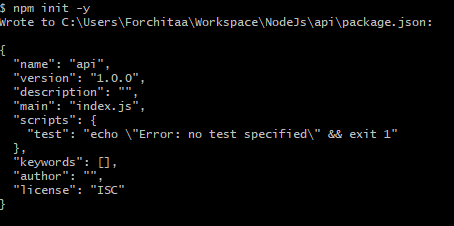 $ npm init -y
Wrote to C:\Users\Forchitaa\Workspace\NodeJs\api\package.json:
{
  "name": "api",
  "version": "1.0.0",
  "description": "",
  "main": "index.js",
  "scripts": {
    "test": "echo \"Error: no test specified\" && exit 1"
  },
  "keywords": [],
  "author": "",
  "license": "ISC"
}